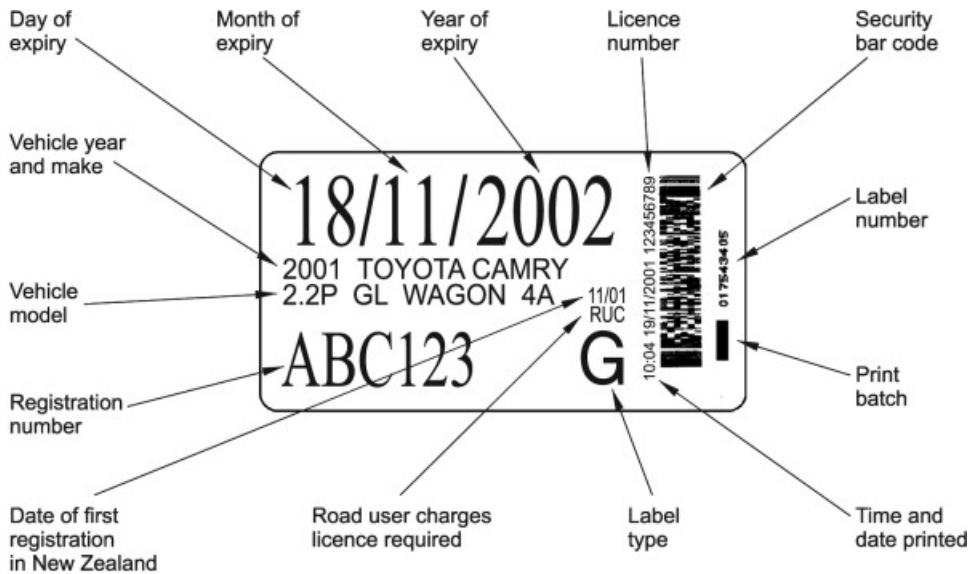 Day of
expiry
Month of
expiry
Year of
expiry
Licence
number
Security
bar code
Vehicle year
and make
18/11/2002
2001 TOYOTA CAMRY
2.2P GL WAGON 4A
11/01
RUC
ABC123
G
10:04 19/11/2001 123456789
017543405
Label
number
Vehicle
model
Print
batch
Registration
number
Date of first
registration
in New Zealand
Road user charges
licence required
Label
type
Time and
date printed